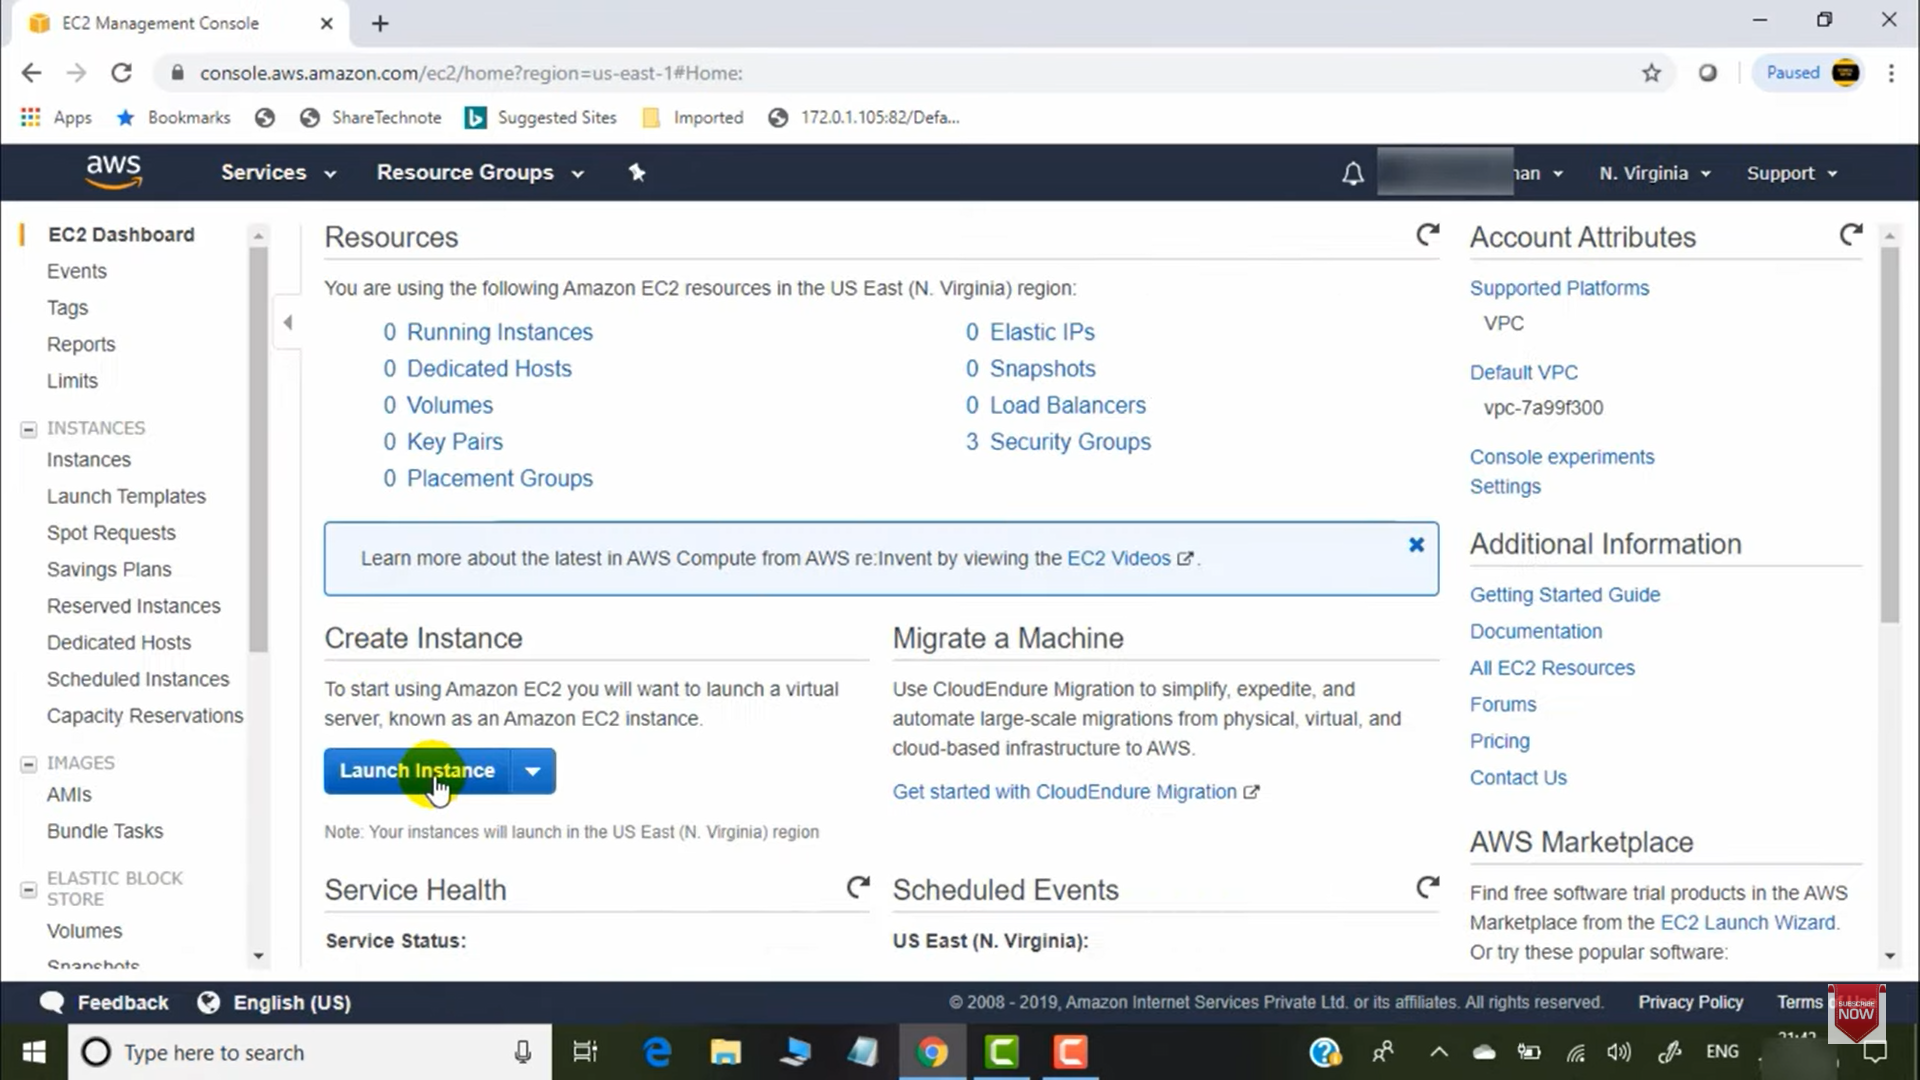 EC2 Management Console
console.aws.amazon.com/ec2/home?region=us-east-1#Home:
Paused
Apps
Bookmarks
ShareTechnote
Suggested Sites
Imported
172.0.1.105:82/Defa...
aws
Services
Resource Groups
nan
N. Virginia
Support
EC2 Dashboard
Events
Tags
Reports
Limits
INSTANCES
Instances
Launch Templates
Spot Requests
Savings Plans
Reserved Instances
Dedicated Hosts
Scheduled Instances
Capacity Reservations
IMAGES
AMIs
Bundle Tasks
ELASTIC BLOCK
STORE
Volumes
Snapshots
Resources
You are using the following Amazon EC2 resources in the US East (N. Virginia) region:
0 Running Instances
0 Dedicated Hosts
0 Volumes
0 Key Pairs
0 Placement Groups
0 Elastic IPs
0 Snapshots
0 Load Balancers
3 Security Groups
Learn more about the latest in AWS Compute from AWS re:Invent by viewing the EC2 Videos .
Create Instance
To start using Amazon EC2 you will want to launch a virtual
server, known as an Amazon EC2 instance.
Launch Instance
Note: Your instances will launch in the US East (N. Virginia) region
Migrate a Machine
Use CloudEndure Migration to simplify, expedite, and
automate large-scale migrations from physical, virtual, and
cloud-based infrastructure to AWS.
Get started with CloudEndure Migration
Service Health
Service Status:
Scheduled Events
US East (N. Virginia):
Account Attributes
Supported Platforms
VPC
Default VPC
vpc-7a99f300
Console experiments
Settings
Additional Information
Getting Started Guide
Documentation
All EC2 Resources
Forums
Pricing
Contact Us
AWS Marketplace
Find free software trial products in the AWS
Marketplace from the EC2 Launch Wizard.
Or try these popular software:
Feedback
English (US)
© 2008 - 2019, Amazon Internet Services Private Ltd. or its affiliates. All rights reserved.
Privacy Policy
Terms
SUBSCRIBE
NOW
Type here to search
ENG